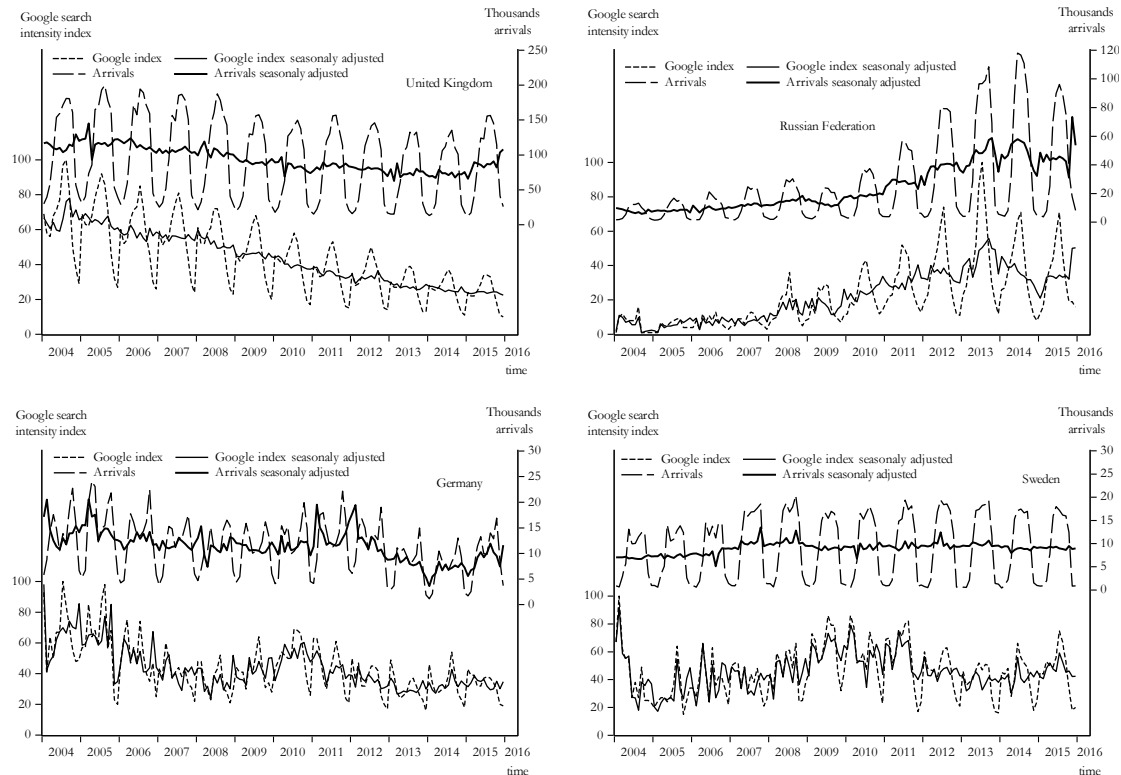 Google search
intensity index
Thousands
arrivals
Google index
Google index seasonaly adjusted
Arrivals
Arrivals seasonaly adjusted
United Kingdom
250
200
150
100
50
0
100
80
60
40
20
0
2004 2005 2006 2007 2008 2009 2010 2011 2012 2013 2014 2015 2016
time
Google search
intensity index
Thousands
arrivals
Google index
Google index seasonaly adjusted
Arrivals
Arrivals seasonaly adjusted
Russian Federation
120
100
80
60
40
20
0
100
80
60
40
20
0
2004 2005 2006 2007 2008 2009 2010 2011 2012 2013 2014 2015 2016
time
Google search
intensity index
Thousands
arrivals
Google index
Google index seasonaly adjusted
Arrivals
Arrivals seasonaly adjusted
Germany
30
25
20
15
10
5
0
100
80
60
40
20
0
2004 2005 2006 2007 2008 2009 2010 2011 2012 2013 2014 2015 2016
time
Google search
intensity index
Thousands
arrivals
Google index
Google index seasonaly adjusted
Arrivals
Arrivals seasonaly adjusted
Sweden
30
25
20
15
10
5
0
100
80
60
40
20
0
2004 2005 2006 2007 2008 2009 2010 2011 2012 2013 2014 2015 2016
time